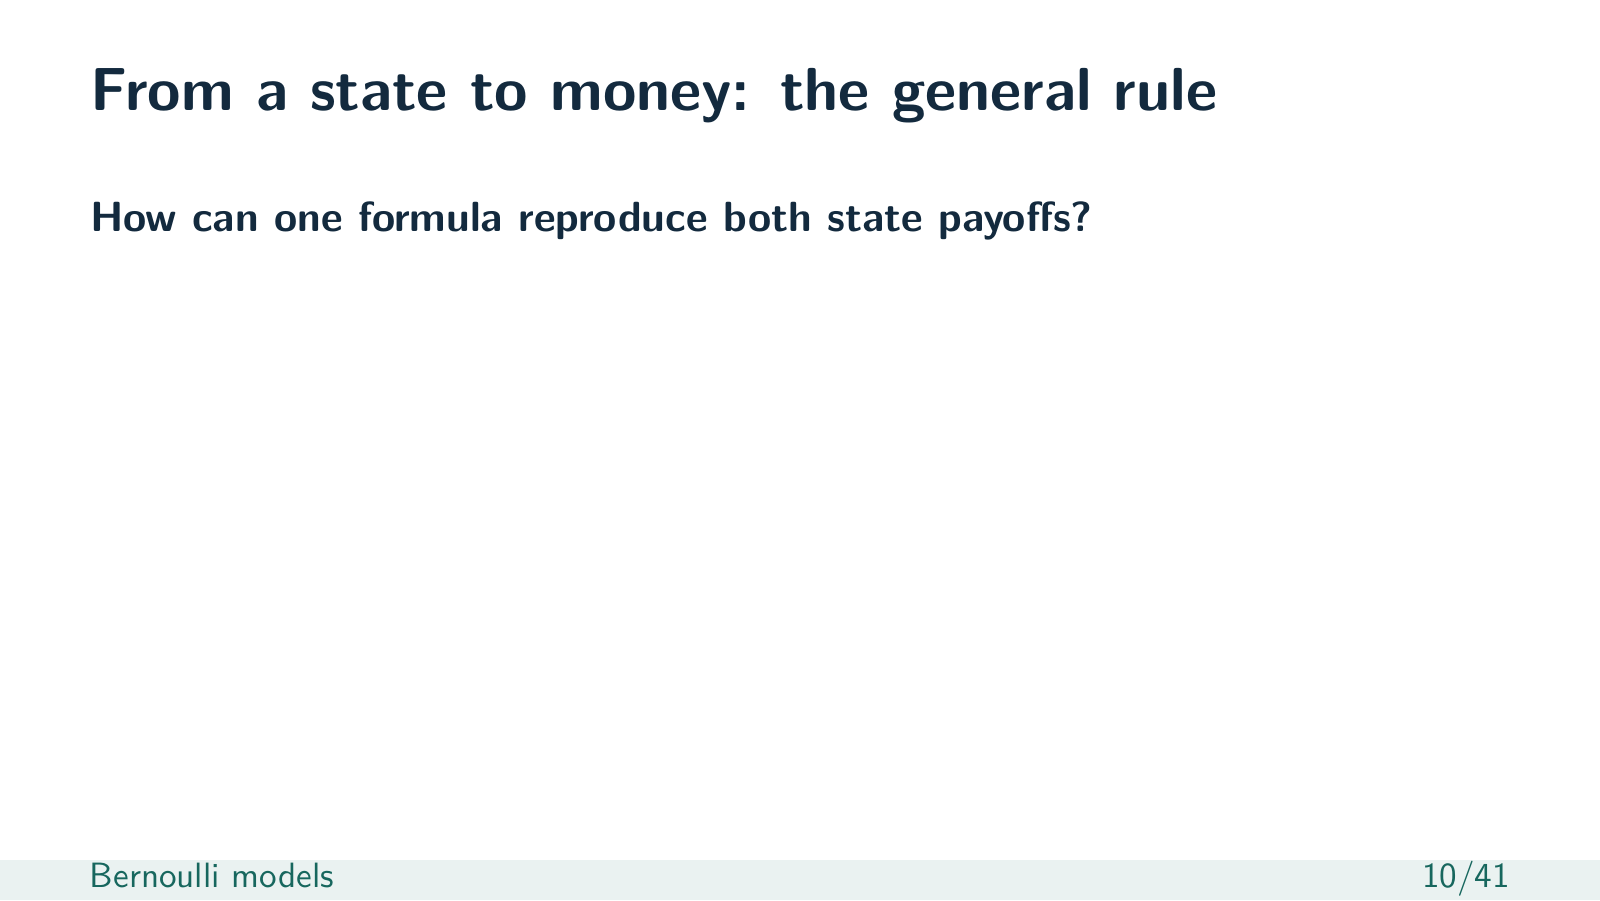 From a state to money: the general rule
How can one formula reproduce both state payoffs?
Bernoulli models
10/41